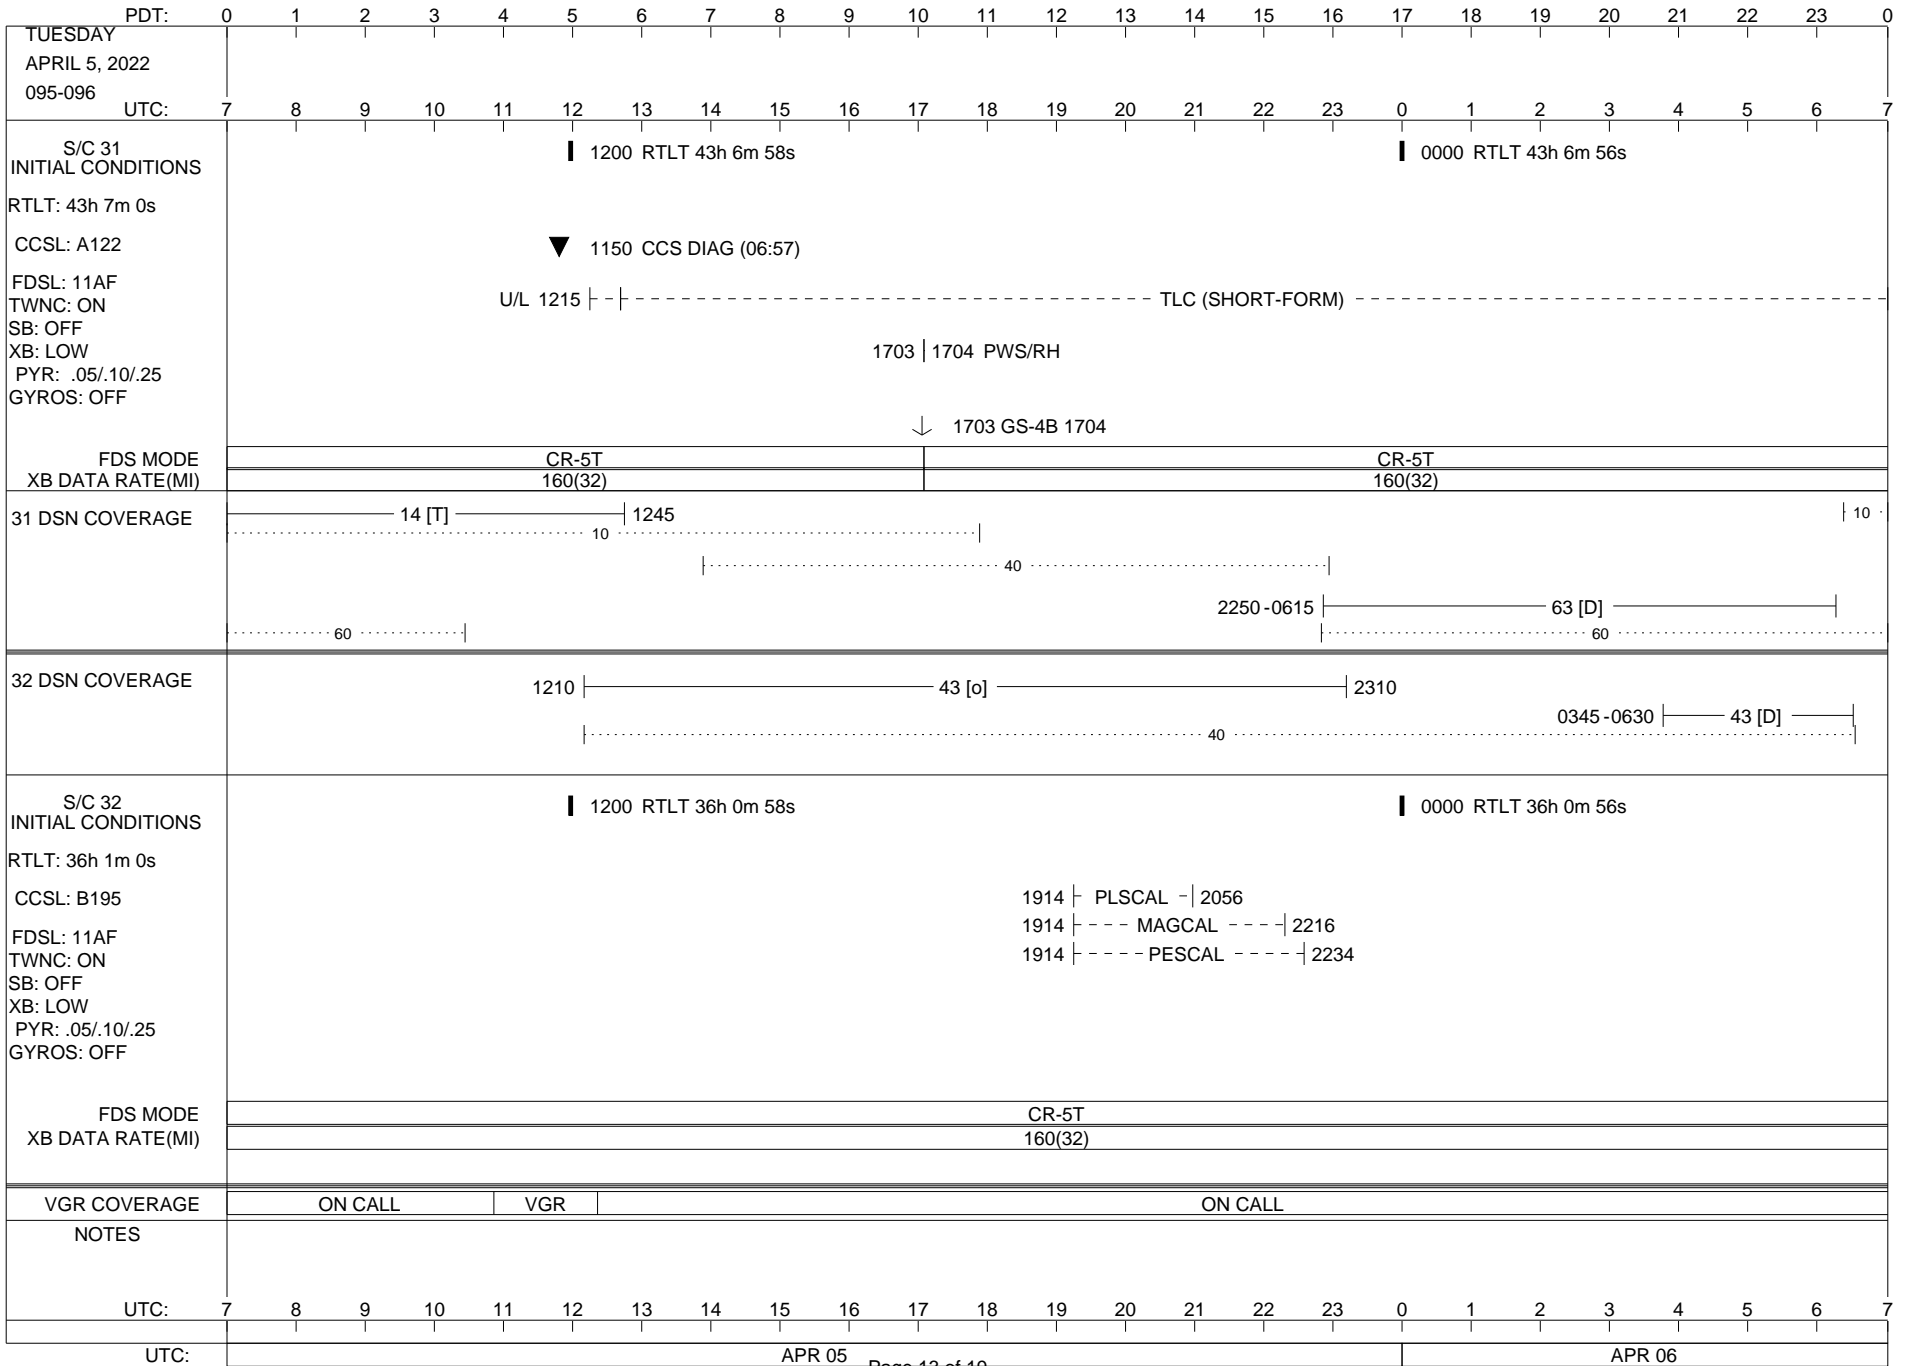 PDT: 0 1 2 3 4 5 6 7 8 9 10 11 12 13 14 15 16 17 18 19 20 21 22 23 0
TUESDAY
APRIL 5, 2022
095-096
UTC: 7 8 9 10 11 12 13 14 15 16 17 18 19 20 21 22 23 0 1 2 3 4 5 6 7
S/C 31
INITIAL CONDITIONS
1200 RTLT 43h 6m 58s
0000 RTLT 43h 6m 56s
RTLT: 43h 7m 0s
CCSL: A122
1150 CCS DIAG (06:57)
FDSL: 11AF
TWNC: ON
U/L 1215 TLC (SHORT-FORM)
SB: OFF
XB: LOW
1703 1704 PWS/RH
PYR: .05/.10/.25
GYROS: OFF
1703 GS-4B 1704
FDS MODE CR-5T CR-5T
XB DATA RATE(MI) 160(32) 160(32)
31 DSN COVERAGE
14 [T] 1245
10
10
40
2250-0615 63 [D]
60
60
32 DSN COVERAGE
1210 43 [o] 2310
0345-0630 43 [D]
40
S/C 32
INITIAL CONDITIONS
1200 RTLT 36h 0m 58s
0000 RTLT 36h 0m 56s
RTLT: 36h 1m 0s
CCSL: B195
1914 PLSCAL 2056
1914 MAGCAL 2216
FDSL: 11AF
TWNC: ON
1914 PESCAL 2234
SB: OFF
XB: LOW
PYR: .05/.10/.25
GYROS: OFF
FDS MODE CR-5T
XB DATA RATE(MI) 160(32)
VGR COVERAGE ON CALL VGR ON CALL
NOTES
UTC: 7 8 9 10 11 12 13 14 15 16 17 18 19 20 21 22 23 0 1 2 3 4 5 6 7
UTC: APR 05 APR 06